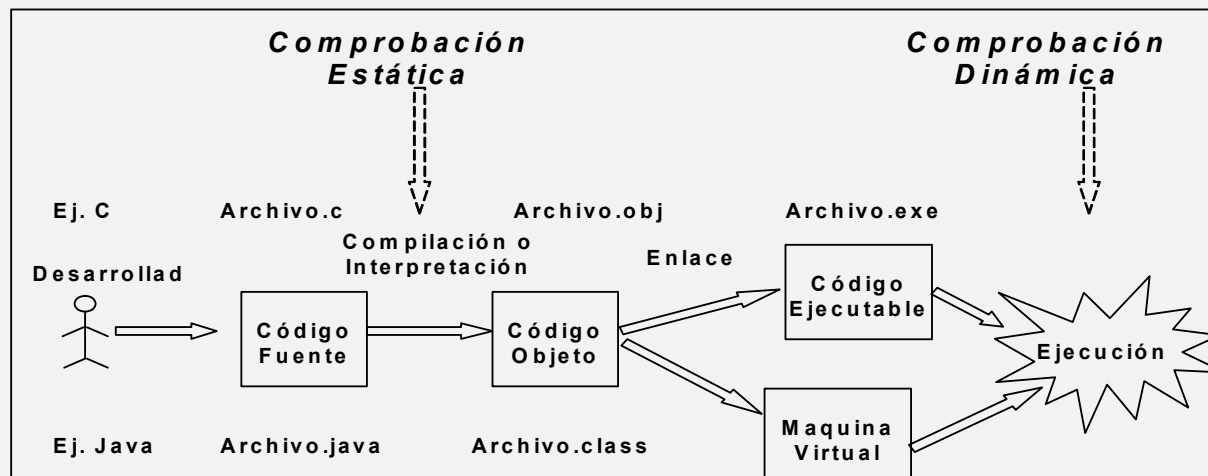 Comprobación
Estática
Comprobación
Dinámica
Ej. C
Archivo.c
Archivo.obj
Archivo.exe
Compilación o
Interpretación
Enlace
Desarrollad
Código
Fuente
Código
Objeto
Código
Ejecutable
Ejecución
Maquina
Virtual
Ej. Java
Archivo.java
Archivo.class